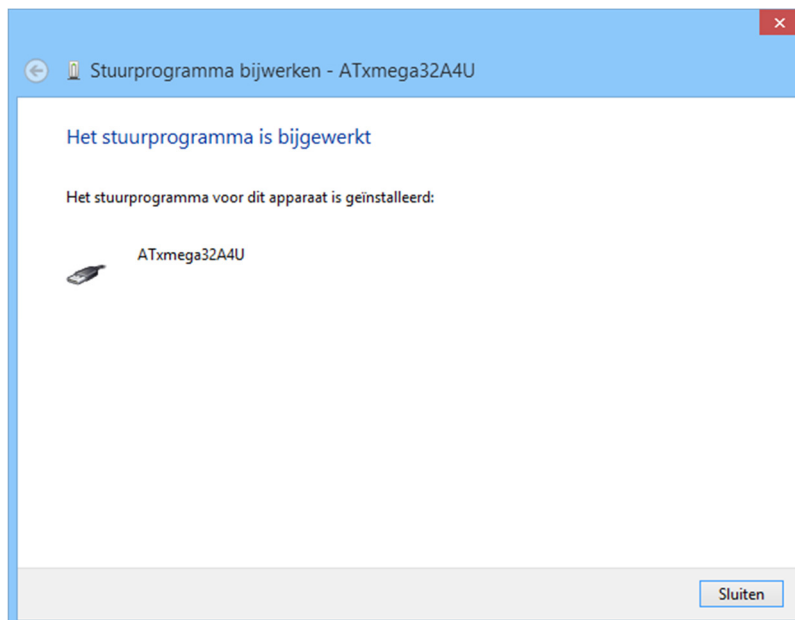 Stuurprogramma bijwerken - ATxmega32A4U
Het stuurprogramma is bijgewerkt
Het stuurprogramma voor dit apparaat is geïnstalleerd:
ATxmega32A4U
Sluiten